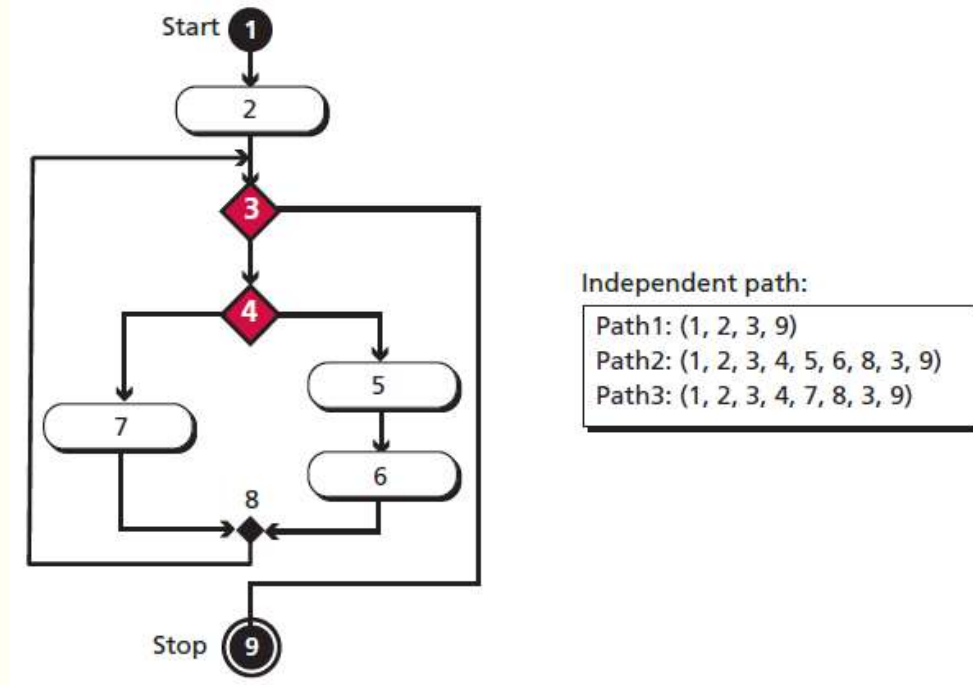 Start 1
2
3
4
5
7
6
8
Stop 9
Independent path:
Path1: (1, 2, 3, 9)
Path2: (1, 2, 3, 4, 5, 6, 8, 3, 9)
Path3: (1, 2, 3, 4, 7, 8, 3, 9)